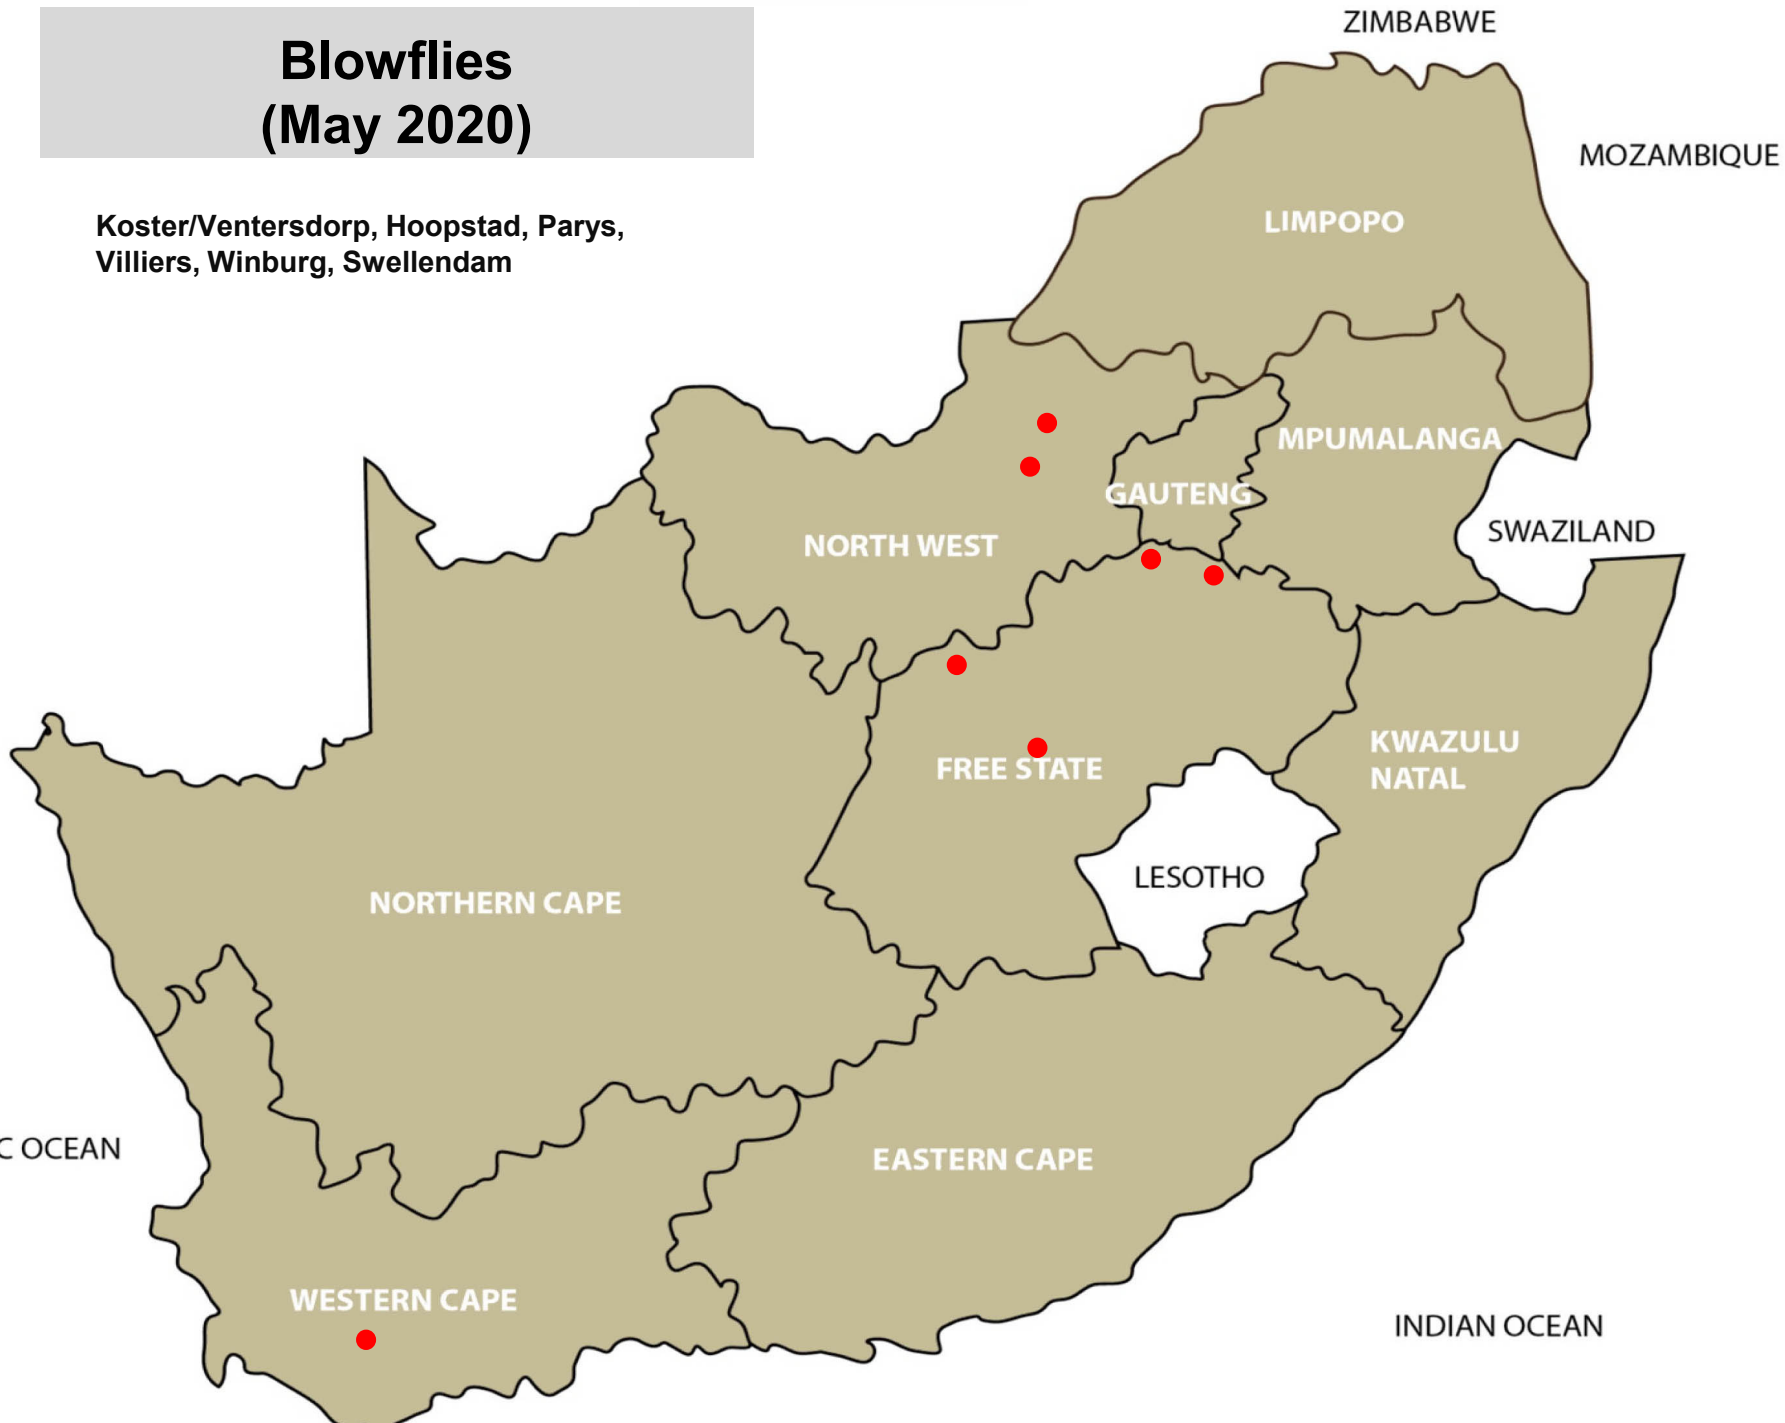 Blowflies
(May 2020)
Koster/Ventersdorp, Hoopstad, Parys,
Villiers, Winburg, Swellendam
ZIMBABWE
MOZAMBIQUE
LIMPOPO
MPUMALANGA
GAUTENG
SWAZILAND
NORTH WEST
KWAZULU
NATAL
FREE STATE
LESOTHO
NORTHERN CAPE
C OCEAN
EASTERN CAPE
WESTERN CAPE
INDIAN OCEAN